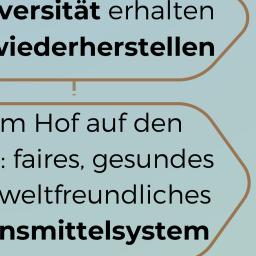 versität erhalten
wiederherstellen
m Hof auf den
: faires, gesundes
weltfreundliches
nsmittelsystem